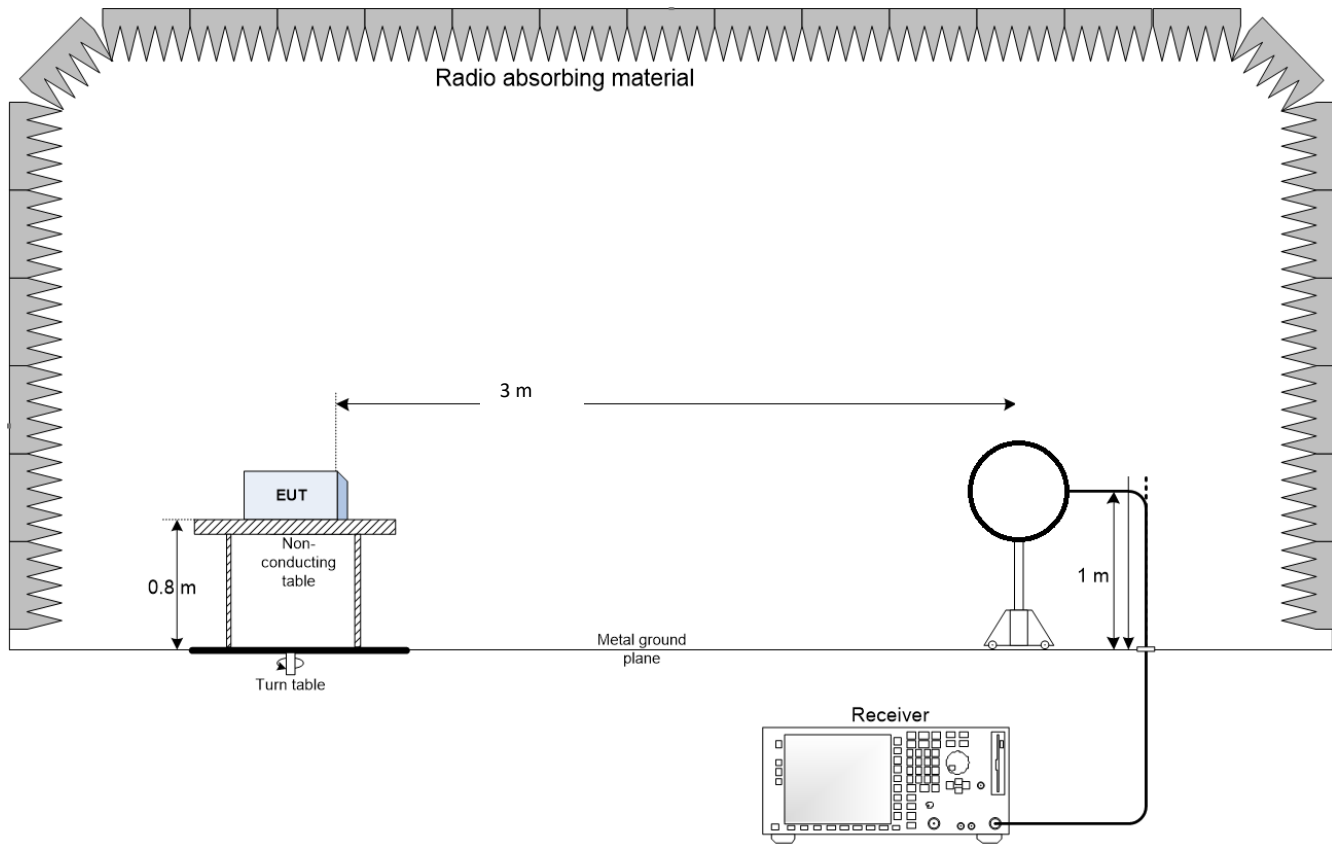 Radio absorbing material
3 m
EUT
Non-
conducting
table
0.8 m
1 m
Metal ground
plane
Turn table
Receiver